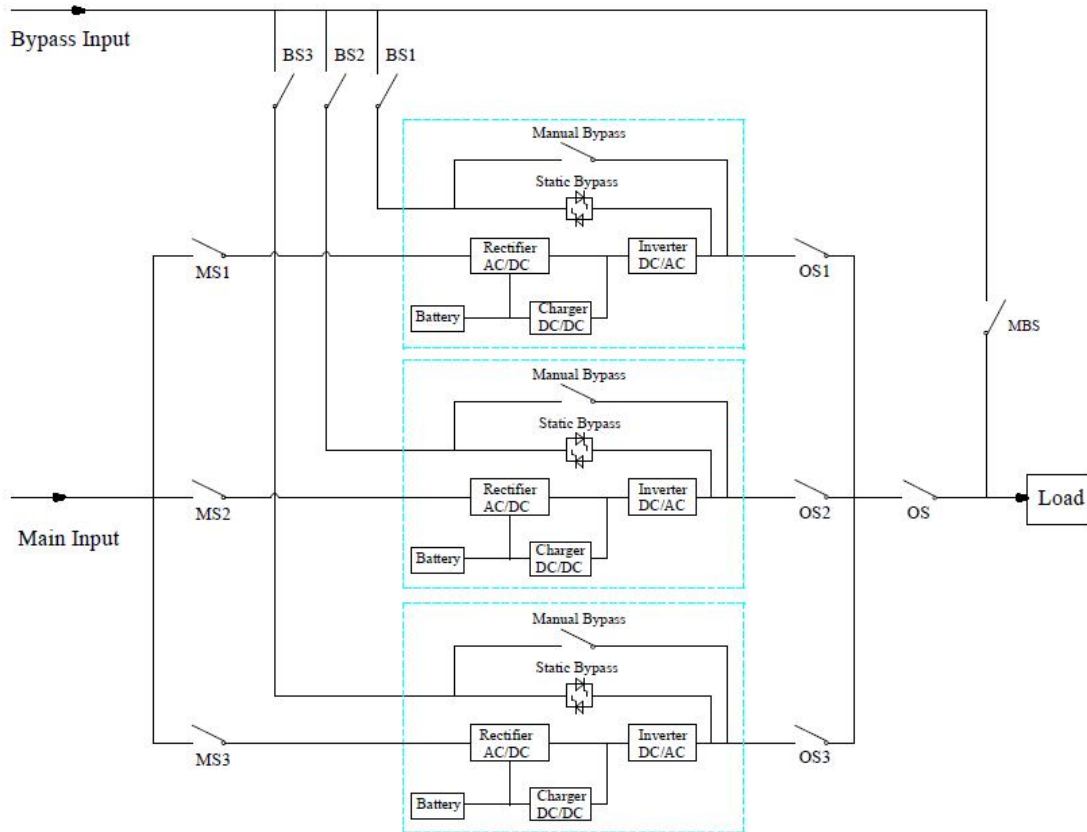 Bypass Input
BS3
BS2
BS1
Manual Bypass
Static Bypass
Rectifier
AC/DC
Inverter
DC/AC
MS1
OS1
Battery
Charger
DC/DC
MBS
Manual Bypass
Static Bypass
Rectifier
AC/DC
Inverter
DC/AC
Load
MS2
OS2
OS
Main Input
Battery
Charger
DC/DC
Manual Bypass
Static Bypass
Rectifier
AC/DC
Inverter
DC/AC
MS3
OS3
Battery
Charger
DC/DC